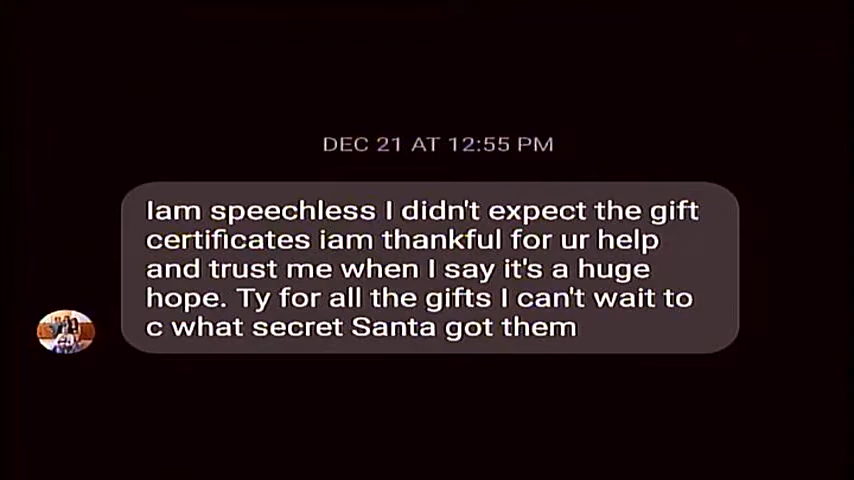 DEC 21 AT 12:55 PM
Iam speechless I didn't expect the gift
certificates iam thankful for ur help
and trust me when I say it's a huge
hope. Ty for all the gifts I can't wait to
c what secret Santa got them